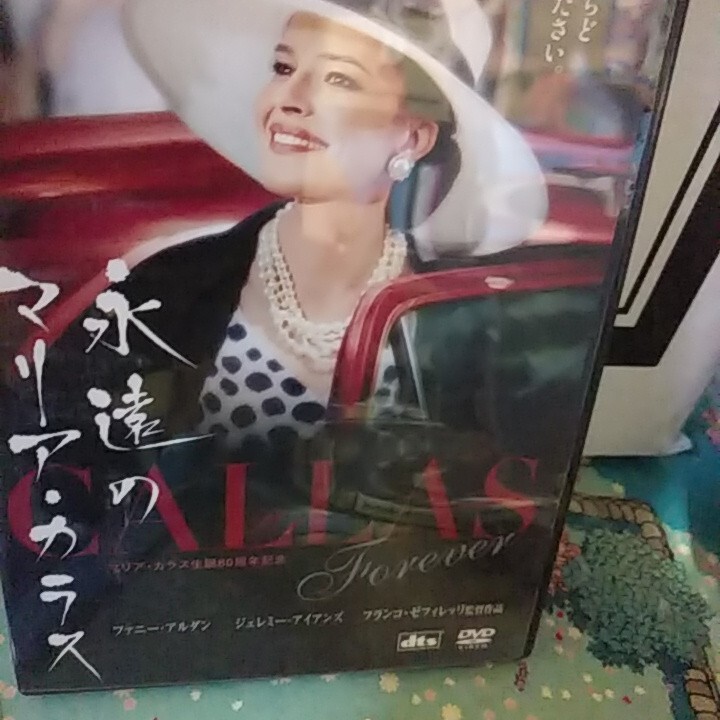 らど
ださい。
永遠の
マリア・カラス
CALLAS
Forever
マリア・カラス生誕80周年記念
ファニー・アルダン ジェレミー・アイアンズ フランコ・ゼフィレッリ監督作品
dts DVD
VIDEO